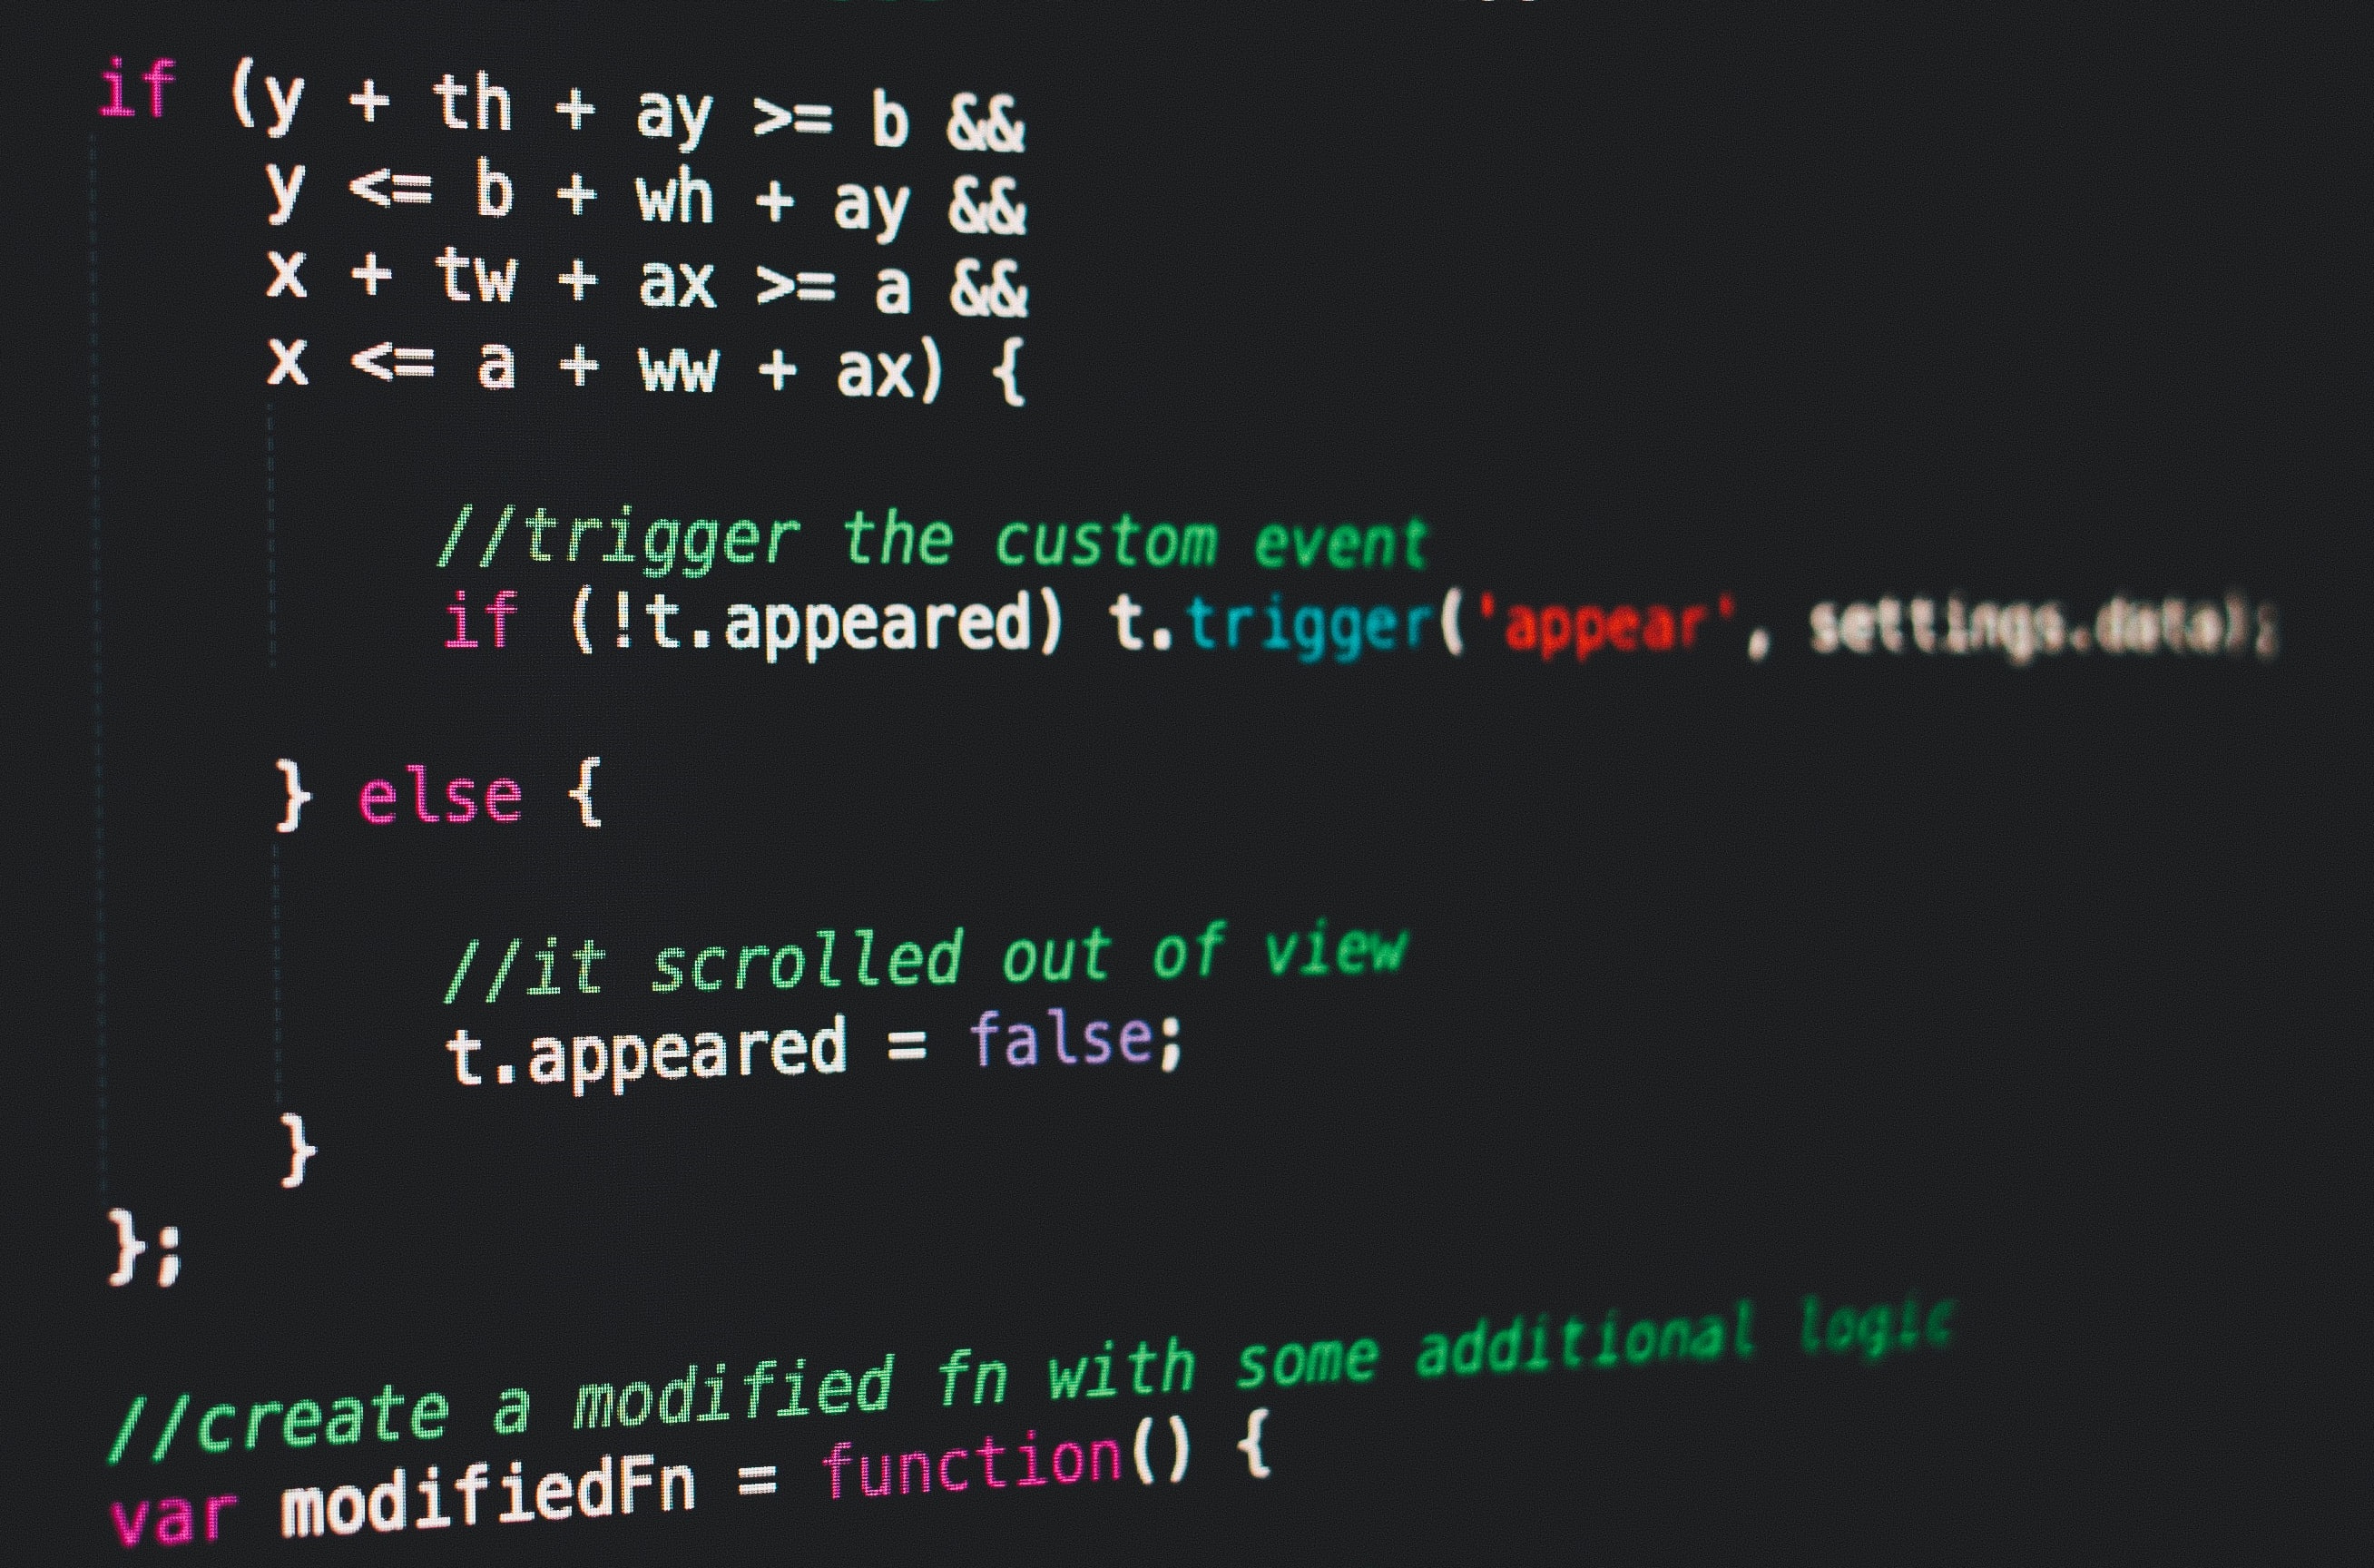 if (y + th + ay >= b &&
y <= b + wh + ay &&
x + tw + ax >= a &&
x <= a + ww + ax) {
//trigger the custom event
if (!t.appeared) t.trigger('appear', settings.data);
} else {
//it scrolled out of view
t.appeared = false;
}
};
//create a modified fn with some additional logic
var modifiedFn = function() {